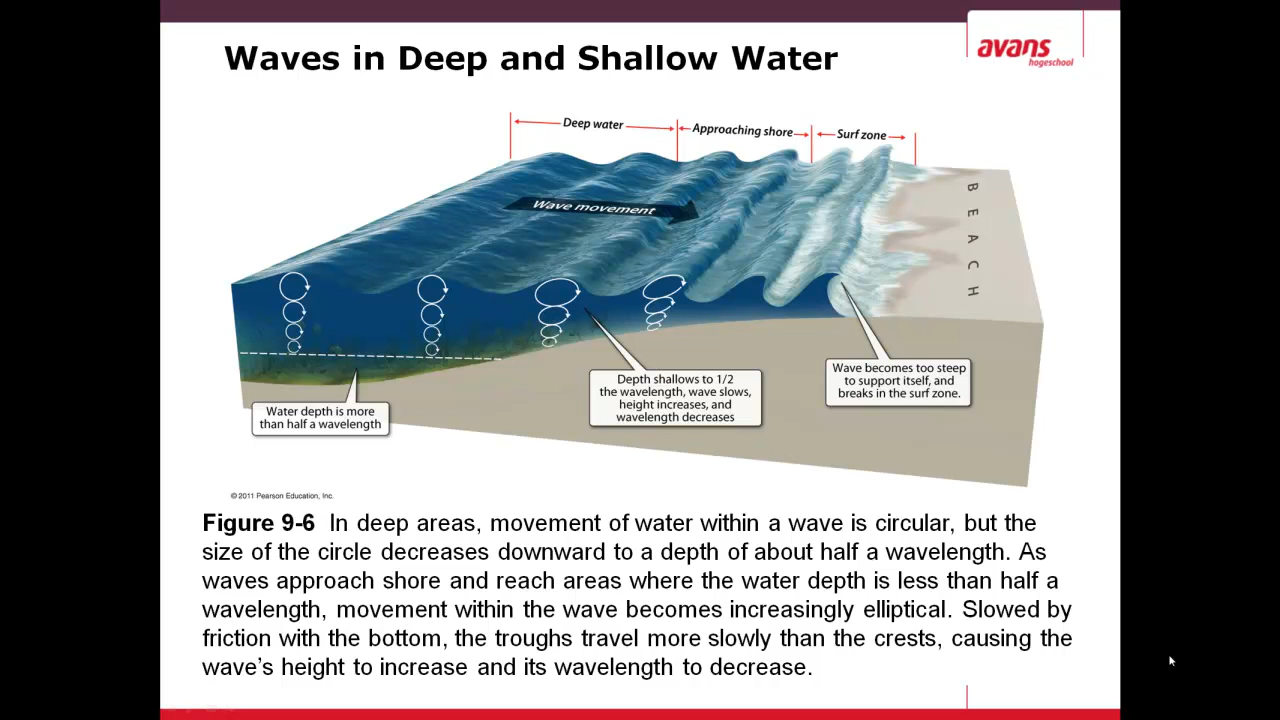 Waves in Deep and Shallow Water
avans
hogeschool
Deep water
Approaching shore
Surf zone
Wave movement
BEACH
Depth shallows to 1/2
the wavelength, wave slows,
height increases, and
wavelength decreases
Wave becomes too steep
to support itself, and
breaks in the surf zone.
Water depth is more
than half a wavelength
© 2011 Pearson Education, Inc.
Figure 9-6 In deep areas, movement of water within a wave is circular, but the
size of the circle decreases downward to a depth of about half a wavelength. As
waves approach shore and reach areas where the water depth is less than half a
wavelength, movement within the wave becomes increasingly elliptical. Slowed by
friction with the bottom, the troughs travel more slowly than the crests, causing the
wave's height to increase and its wavelength to decrease.